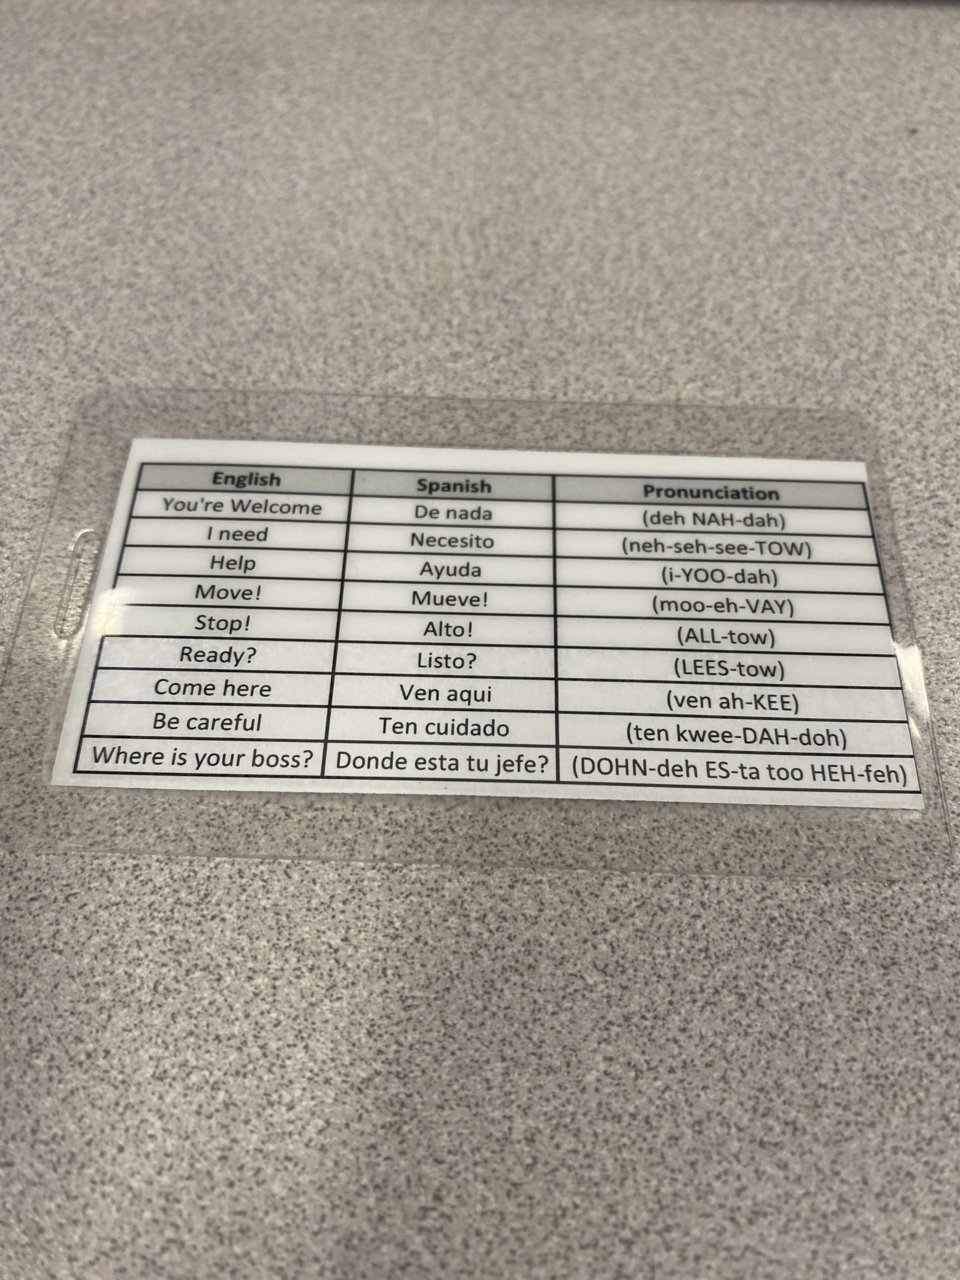 English Spanish Pronunciation
You're Welcome De nada (deh NAH-dah)
I need Necesito (neh-seh-see-TOW)
Help Ayuda (i-YOO-dah)
Move! Mueve! (moo-eh-VAY)
Stop! Alto! (ALL-tow)
Ready? Listo? (LEES-tow)
Come here Ven aqui (ven ah-KEE)
Be careful Ten cuidado (ten kwee-DAH-doh)
Where is your boss? Donde esta tu jefe? (DOHN-deh ES-ta too HEH-feh)